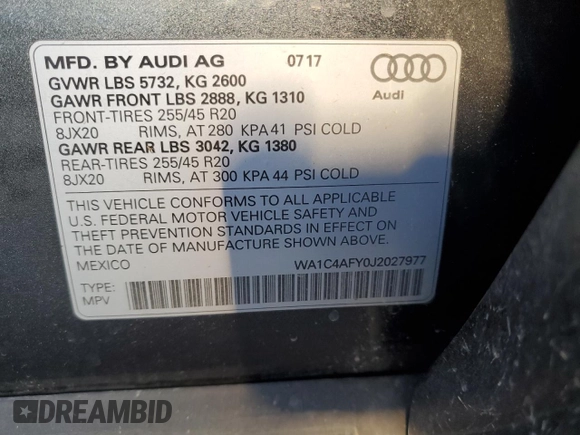 MFD. BY AUDI AG 0717
GVWR LBS 5732, KG 2600
GAWR FRONT LBS 2888, KG 1310
FRONT-TIRES 255/45 R20
8JX20 RIMS, AT 280 KPA 41 PSI COLD
GAWR REAR LBS 3042, KG 1380
REAR-TIRES 255/45 R20
8JX20 RIMS, AT 300 KPA 44 PSI COLD
Audi
THIS VEHICLE CONFORMS TO ALL APPLICABLE
U.S. FEDERAL MOTOR VEHICLE SAFETY AND
THEFT PREVENTION STANDARDS IN EFFECT ON
THE DATE OF MANUFACTURE SHOWN ABOVE.
MEXICO WA1C4AFY0J2027977
TYPE:
MPV
DREAMBID